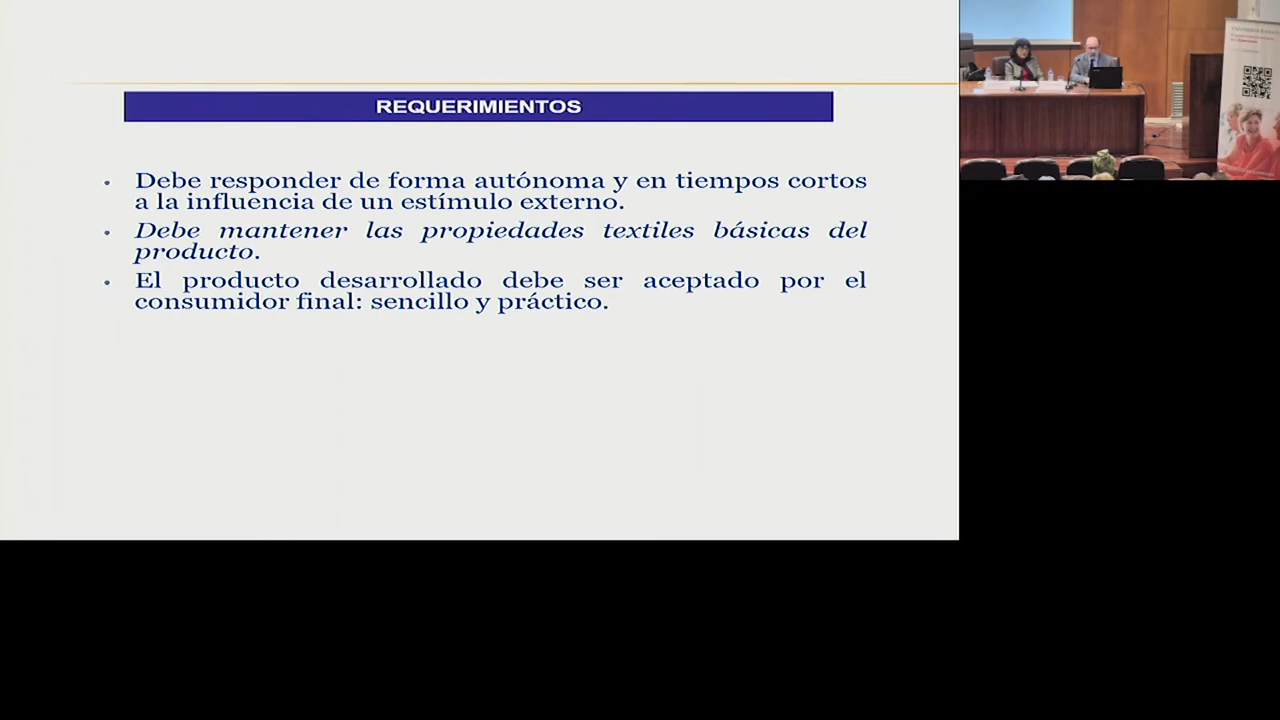 REQUERIMIENTOS
• Debe responder de forma autónoma y en tiempos cortos
a la influencia de un estímulo externo.
• Debe mantener las propiedades textiles básicas del
producto.
• El producto desarrollado debe ser aceptado por el
consumidor final: sencillo y práctico.